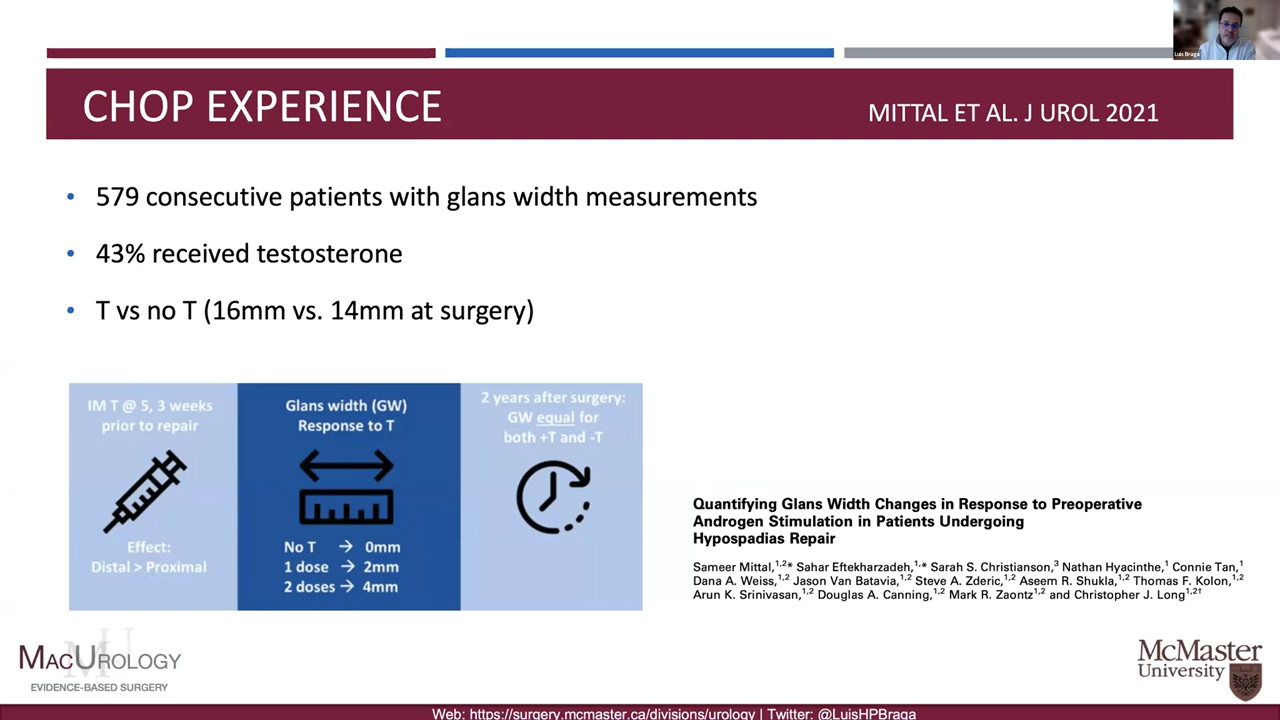 Luis Braga
CHOP EXPERIENCE
MITTAL ET AL. J UROL 2021
• 579 consecutive patients with glans width measurements
• 43% received testosterone
• T vs no T (16mm vs. 14mm at surgery)
IM T @ 5, 3 weeks
prior to repair
Effect:
Distal > Proximal
Glans width (GW)
Response to T
No T → 0mm
1 dose → 2mm
2 doses → 4mm
2 years after surgery:
GW equal for
both +T and -T
Quantifying Glans Width Changes in Response to Preoperative
Androgen Stimulation in Patients Undergoing
Hypospadias Repair
Sameer Mittal,1,2* Sahar Eftekharzadeh,1,* Sarah S. Christianson,3 Nathan Hyacinthe,1 Connie Tan,1
Dana A. Weiss,1,2 Jason Van Batavia,1,2 Steve A. Zderic,1,2 Aseem R. Shukla,1,2 Thomas F. Kolon,1,2
Arun K. Srinivasan,1,2 Douglas A. Canning,1,2 Mark R. Zaontz1,2 and Christopher J. Long1,2†
MU
MACUROLOGY
EVIDENCE-BASED SURGERY
McMaster
University
Web: https://surgery.mcmaster.ca/divisions/urology | Twitter: @LuisHPBraga